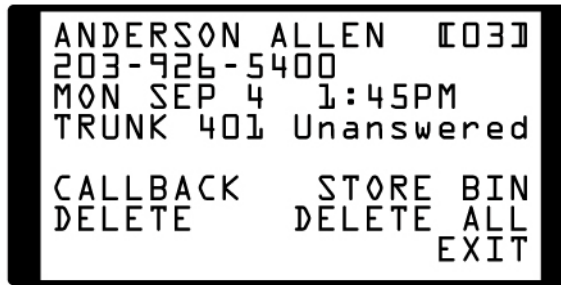 ANDERSON ALLEN [03]
203-926-5400
MON SEP 4 1:45PM
TRUNK 401 Unanswered
CALLBACK STORE BIN
DELETE DELETE ALL
EXIT